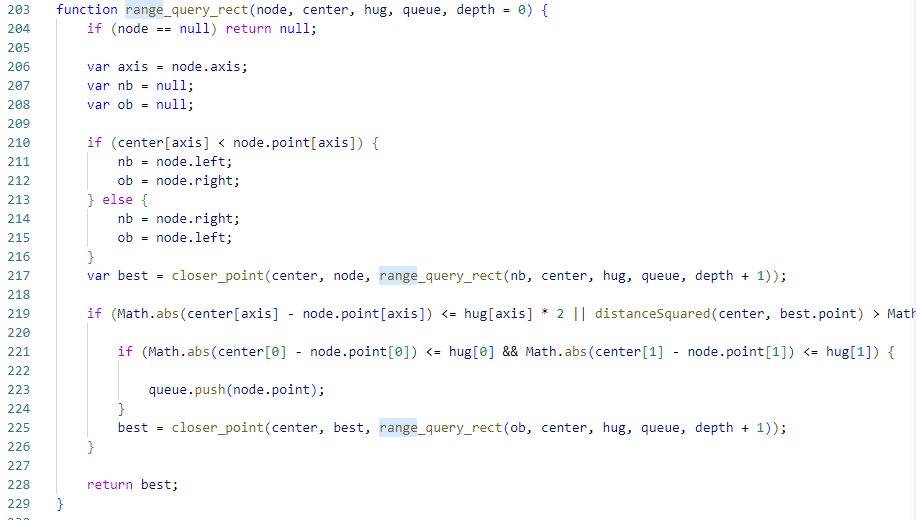 203 function range_query_rect(node, center, hug, queue, depth = 0) {
204 if (node == null) return null;
205
206 var axis = node.axis;
207 var nb = null;
208 var ob = null;
209
210 if (center[axis] < node.point[axis]) {
211 nb = node.left;
212 ob = node.right;
213 } else {
214 nb = node.right;
215 ob = node.left;
216 }
217 var best = closer_point(center, node, range_query_rect(nb, center, hug, queue, depth + 1));
218
219 if (Math.abs(center[axis] - node.point[axis]) <= hug[axis] * 2 || distanceSquared(center, best.point) > Math
220
221 if (Math.abs(center[0] - node.point[0]) <= hug[0] && Math.abs(center[1] - node.point[1]) <= hug[1]) {
222
223 queue.push(node.point);
224 }
225 best = closer_point(center, best, range_query_rect(ob, center, hug, queue, depth + 1));
226 }
227
228 return best;
229 }